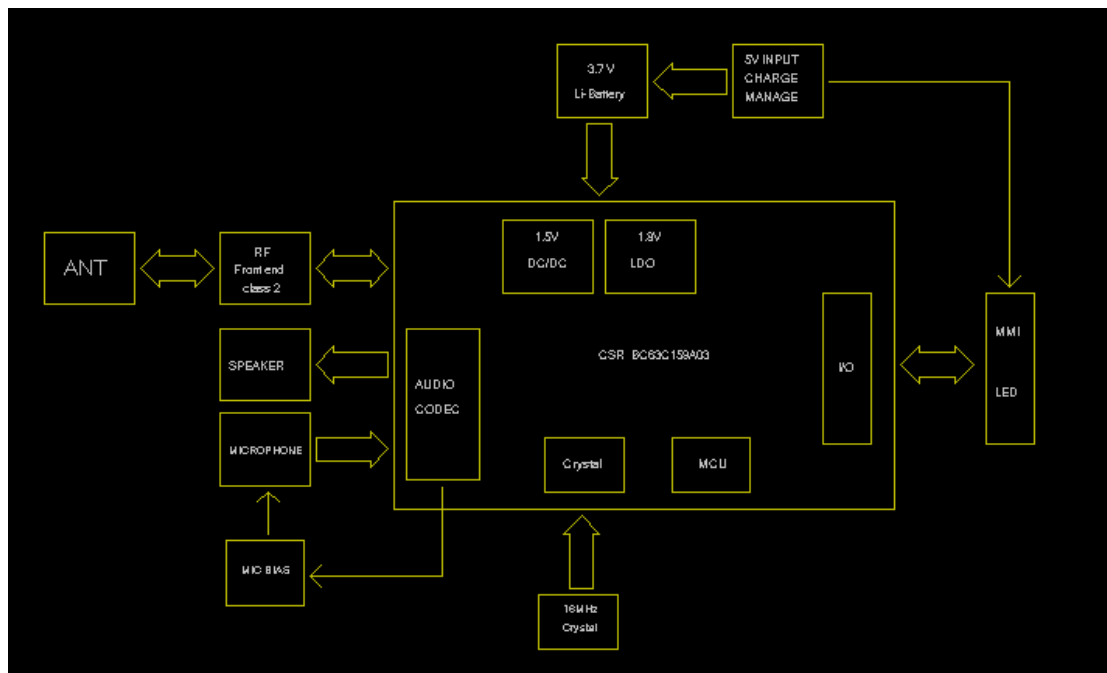 3.7 V
Li-Battery
5V INPUT
CHARGE
MANAGE
1.5V
DC/DC
1.8V
LDO
ANT
RF
Front end
class 2
SPEAKER
AUDIO
CODEC
CSR BC63C159A03
I/O
MMI
LED
MICROPHONE
Crystal
MCU
MIC BIAS
16MHz
Crystal